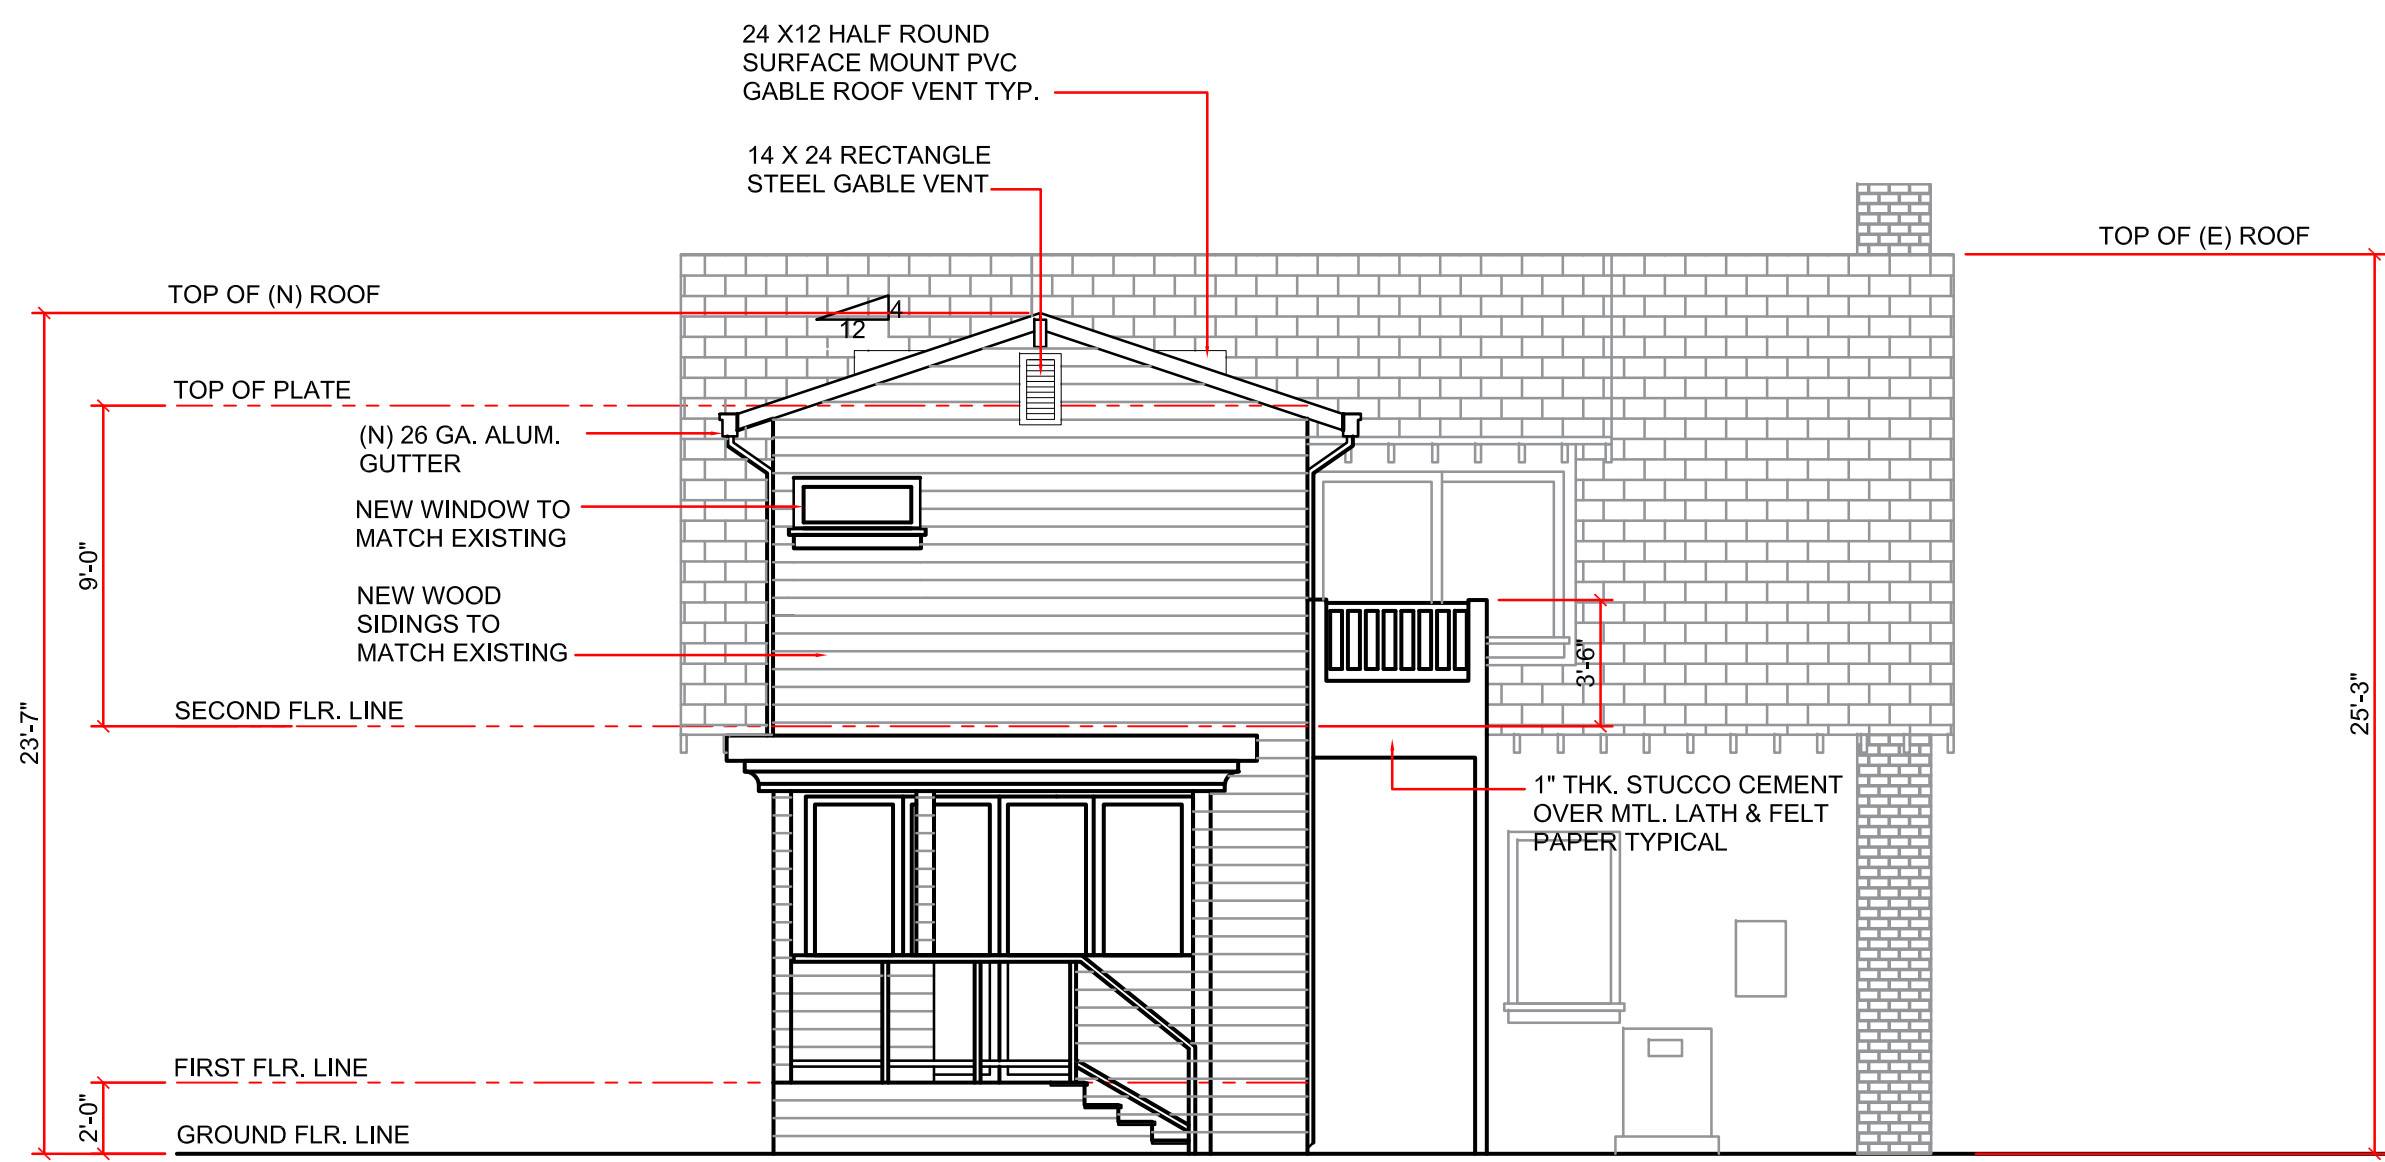 24 X12 HALF ROUND
SURFACE MOUNT PVC
GABLE ROOF VENT TYP.
14 X 24 RECTANGLE
STEEL GABLE VENT
TOP OF (E) ROOF
TOP OF (N) ROOF
4
12
TOP OF PLATE
(N) 26 GA. ALUM.
GUTTER
NEW WINDOW TO
MATCH EXISTING
9'-0"
NEW WOOD
SIDINGS TO
MATCH EXISTING
3'-6"
SECOND FLR. LINE
23'-7"
25'-3"
1" THK. STUCCO CEMENT
OVER MTL. LATH & FELT
PAPER TYPICAL
FIRST FLR. LINE
2'-0"
GROUND FLR. LINE